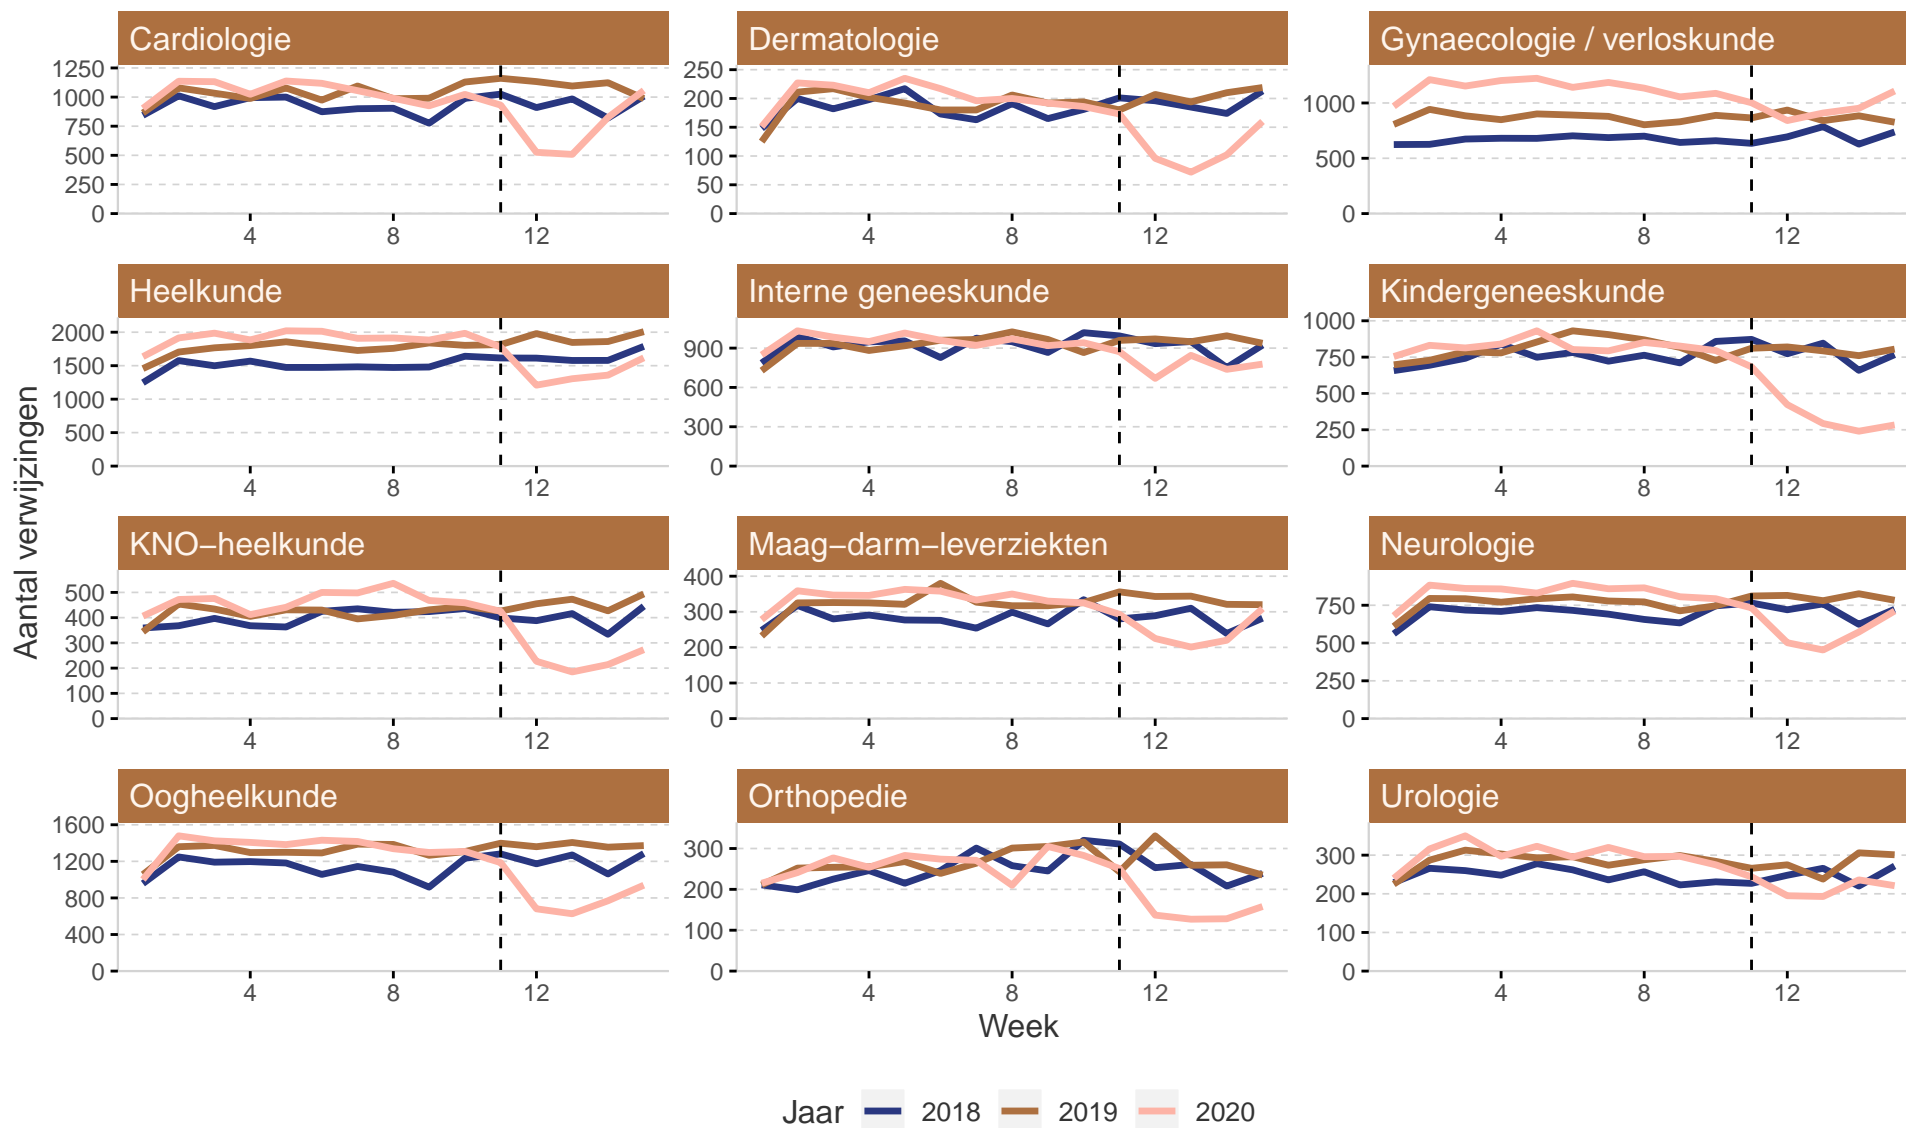 Cardiologie Dermatologie Gynaecologie / verloskunde
1250 250
1000 200 1000
750 150
500 100 500
250 50
0 0 0
4 8 12 4 8 12 4 8 12
Heelkunde Interne geneeskunde Kindergeneeskunde
2000 1000
1500 900 750
1000 600 500
500 300 250
0 0 0
4 8 12 4 8 12 4 8 12
Aantal verwijzingen
KNO−heelkunde Maag−darm−leverziekten Neurologie
500 400
400 300 750
300 200 500
200 100 250
100
0 0 0
4 8 12 4 8 12 4 8 12
Oogheelkunde Orthopedie Urologie
1600
1200 300 300
800 200 200
400 100 100
0 0 0
4 8 12 4 8 12 4 8 12
Week
Jaar 2018 2019 2020